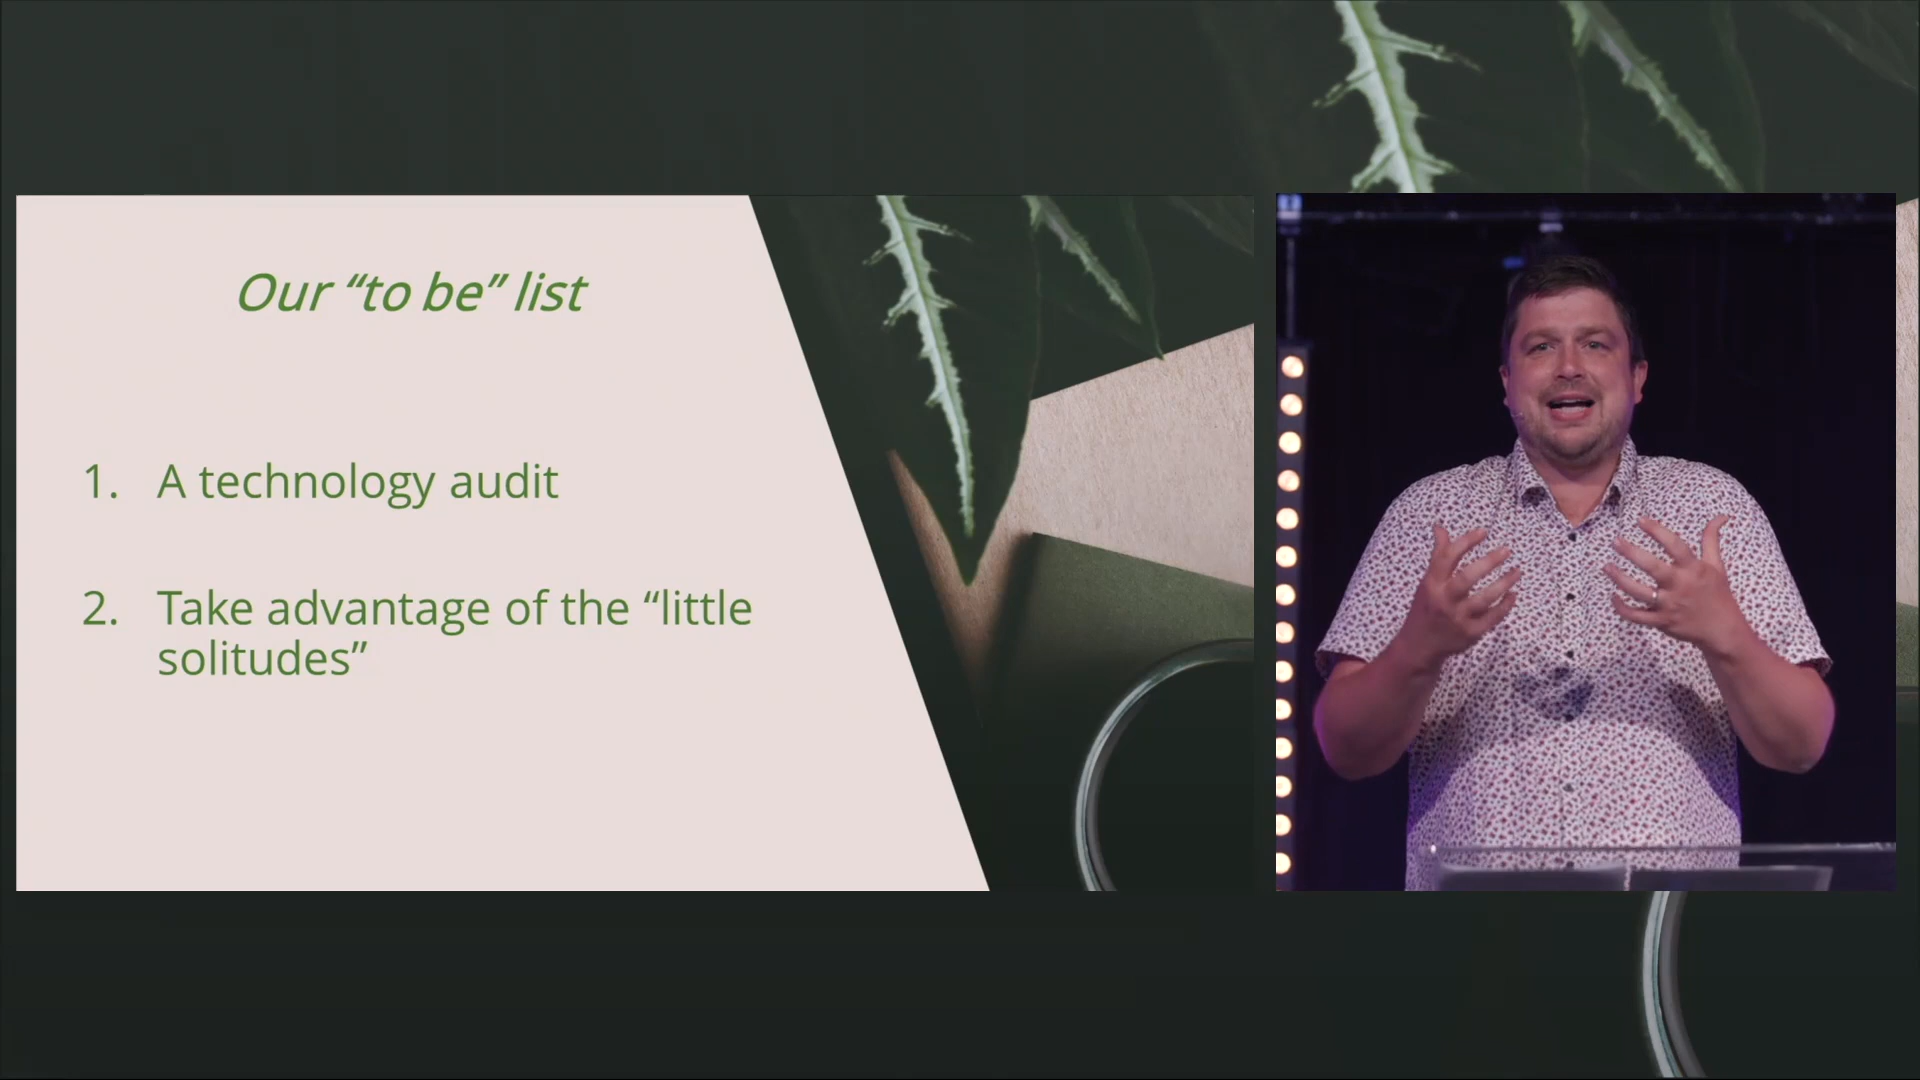 Our “to be” list
1. A technology audit
2. Take advantage of the “little
solitudes”